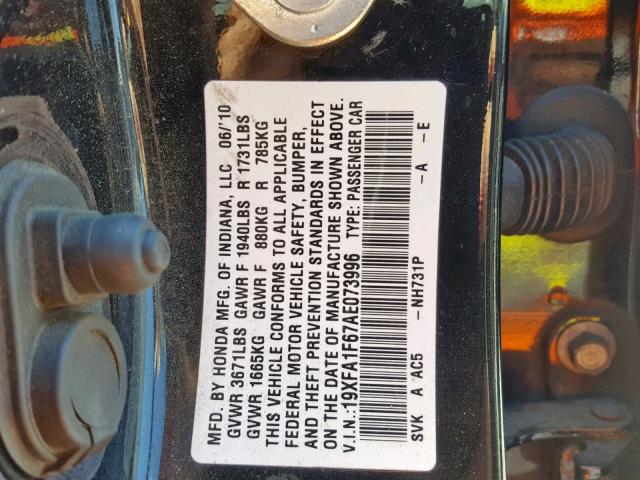 MFD. BY HONDA MFG. OF INDIANA, LLC 06/10
GVWR 3671LBS GAWR F 1940LBS R 1731LBS
GVWR 1665KG GAWR F 880KG R 785KG
THIS VEHICLE CONFORMS TO ALL APPLICABLE
FEDERAL MOTOR VEHICLE SAFETY, BUMPER,
AND THEFT PREVENTION STANDARDS IN EFFECT
ON THE DATE OF MANUFACTURE SHOWN ABOVE.
V.I.N.:19XFA1F67AE073996 TYPE: PASSENGER CAR
SVK A AC5 -NH731P -A -E